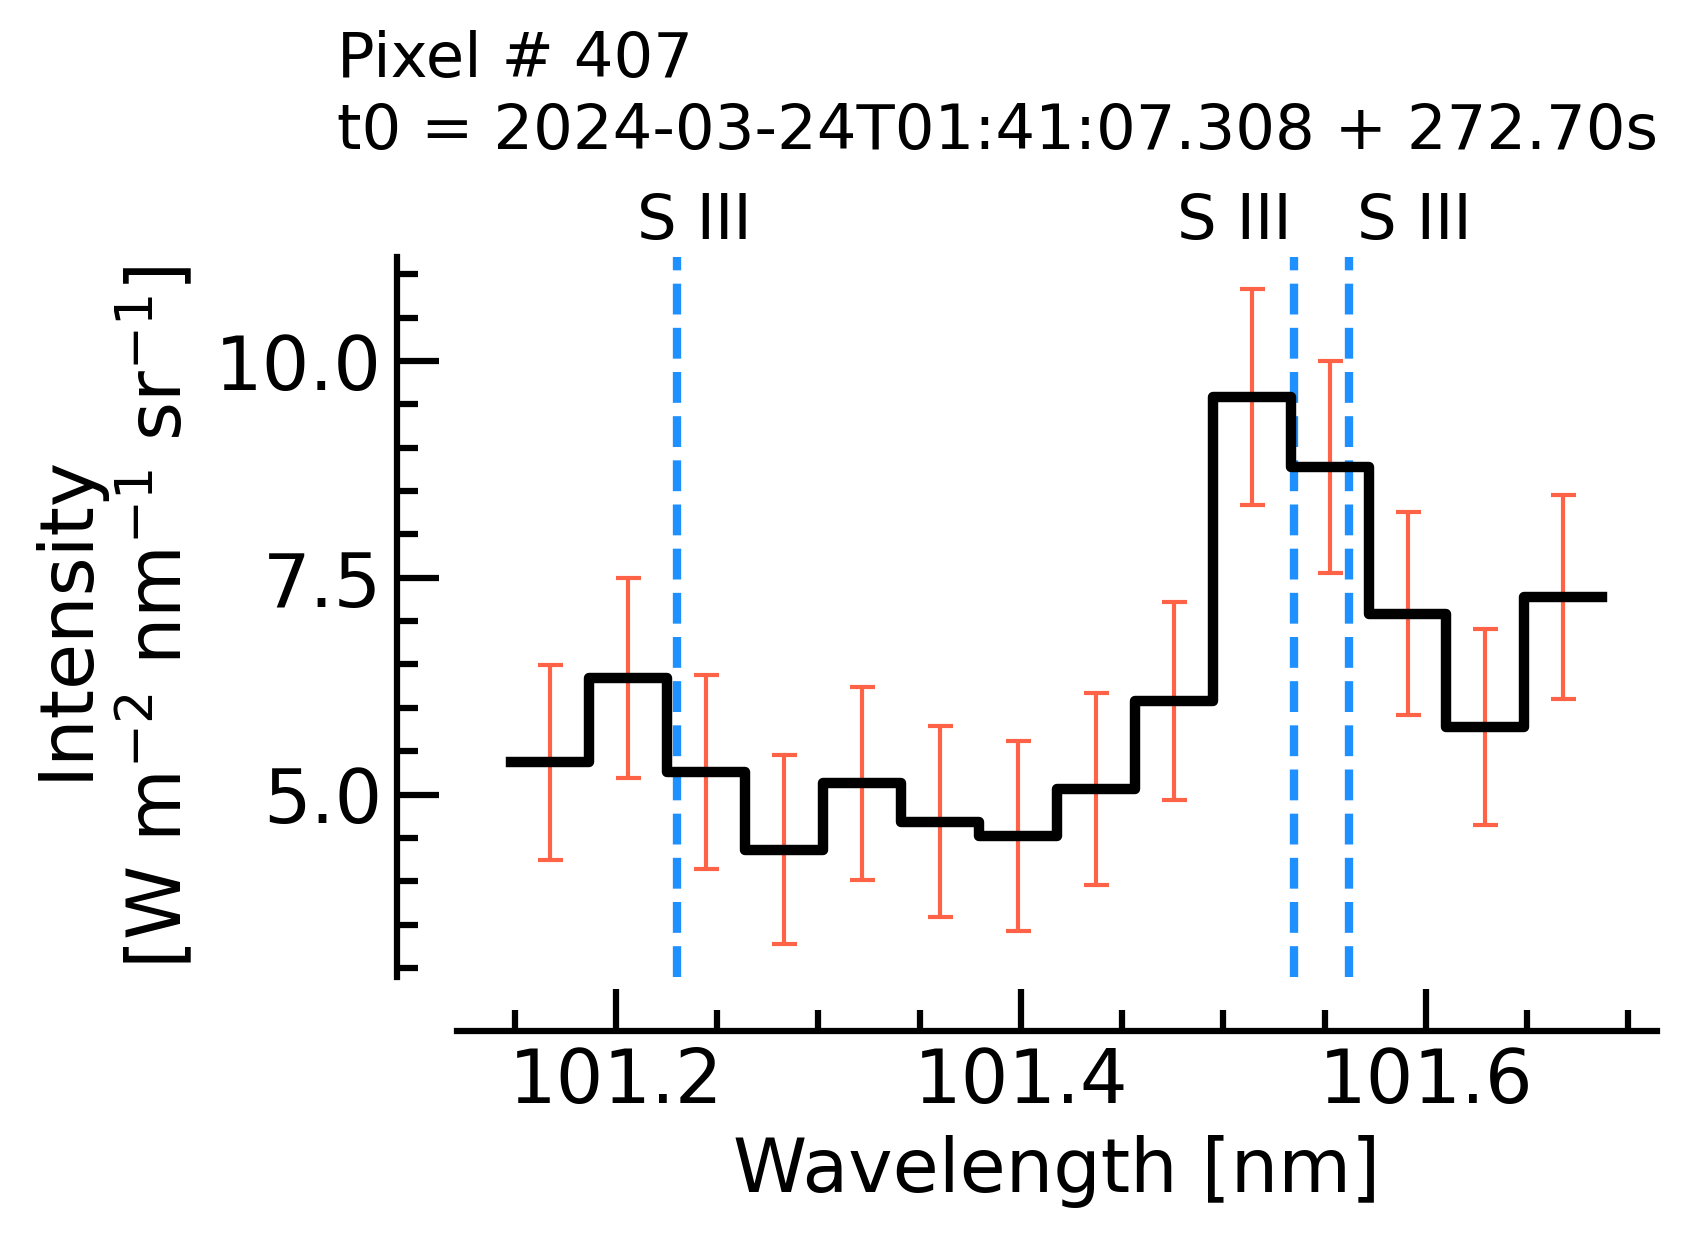 Pixel # 407
t0 = 2024-03-24T01:41:07.308 + 272.70s
S III S III S III
Intensity
[W m⁻² nm⁻¹ sr⁻¹]
10.0
7.5
5.0
101.2 101.4 101.6
Wavelength [nm]